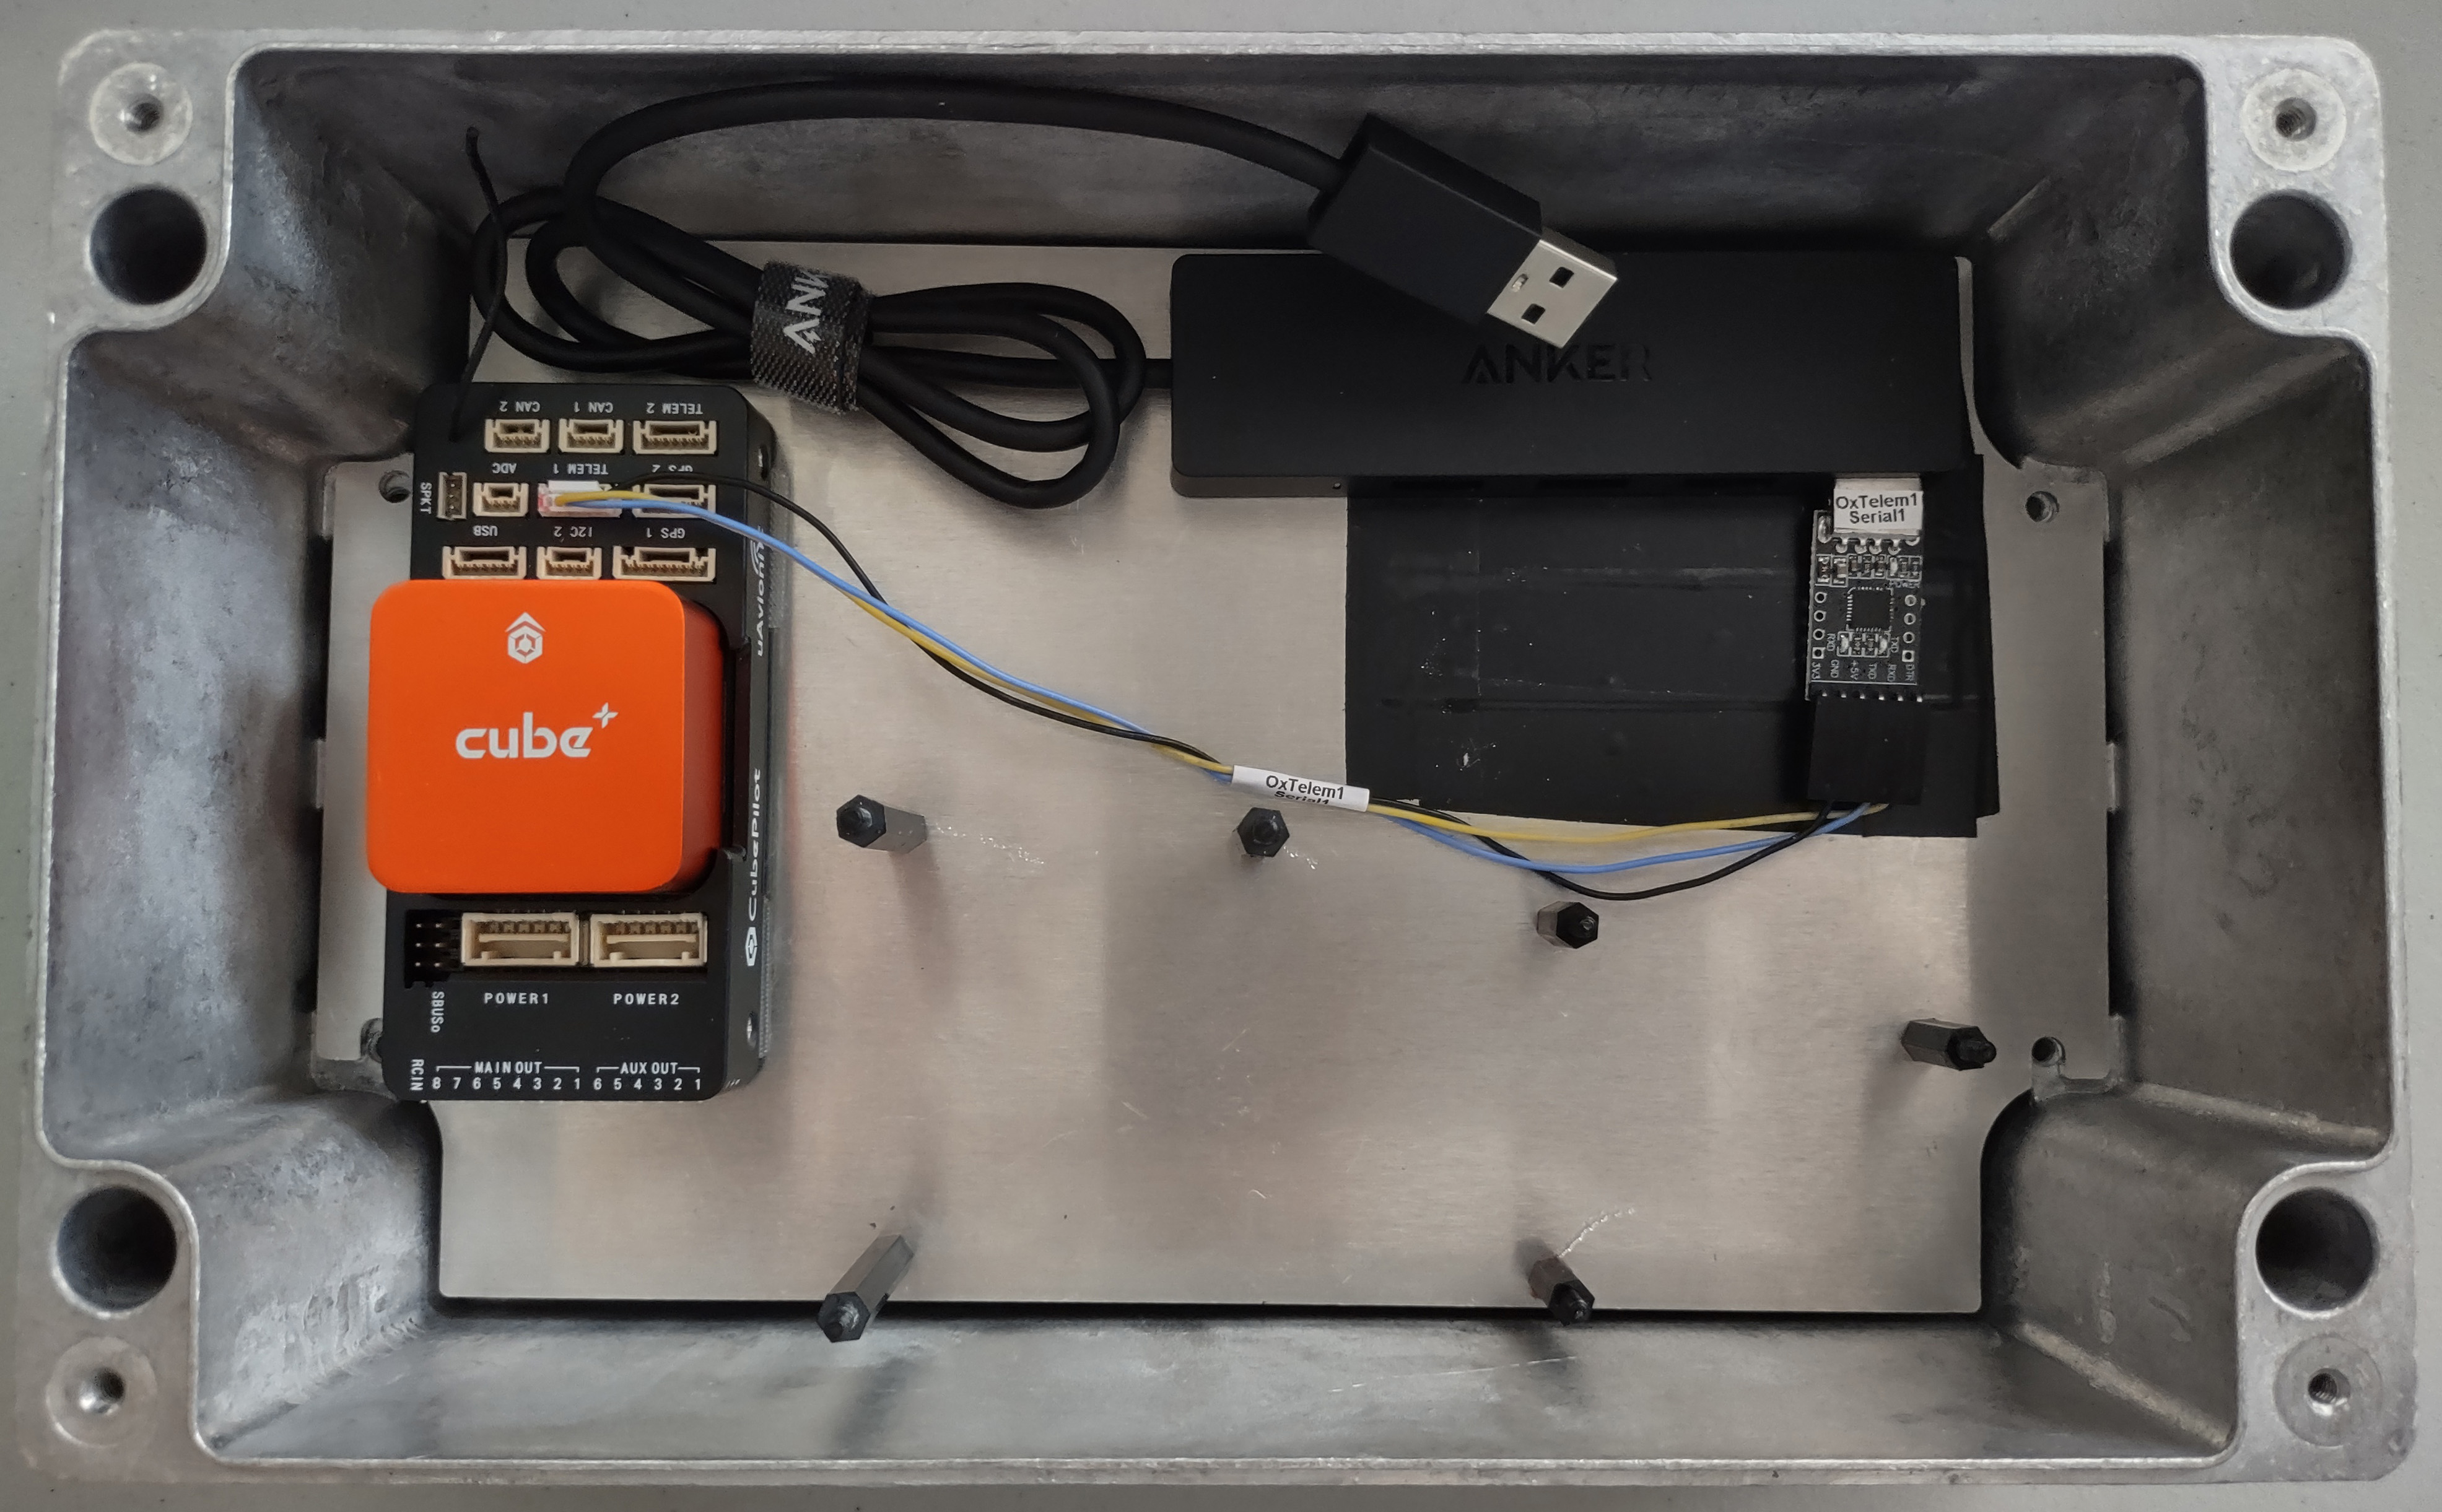 ANKER
CAN 2
CAN 1
TELEM 2
ADC
TELEM 1
GPS 2
SPKT
USB
I2C 2
GPS 1
cube+
CubePilot
POWER1
POWER2
SBUSo
RCIN
MAIN OUT
AUX OUT
8 7 6 5 4 3 2 1
6 5 4 3 2 1
OxTelem1
Serial1
OxTelem1
Serial1
RXD
TXD
3V3
GND
+5V
TXD
RXD
DTR